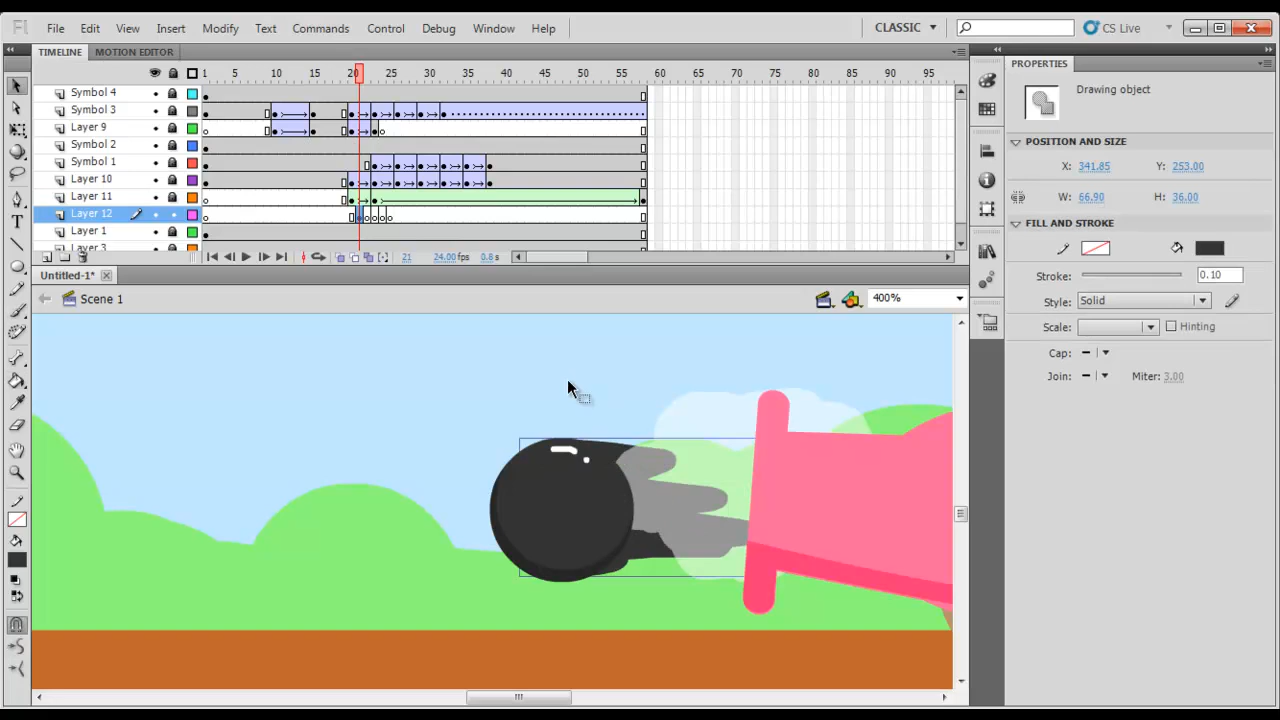 Fl File Edit View Insert Modify Text Commands Control Debug Window Help CLASSIC CS Live
TIMELINE MOTION EDITOR
1 5 10 15 20 25 30 35 40 45 50 55 60 65 70 75 80 85 90 95
Symbol 4
Symbol 3
Layer 9
Symbol 2
Symbol 1
Layer 10
Layer 11
Layer 12
Layer 1
Layer 3
21 24.00 fps 0.8 s
Untitled-1*
Scene 1
400%
PROPERTIES
Drawing object
POSITION AND SIZE
X: 341.85 Y: 253.00
W: 66.90 H: 36.00
FILL AND STROKE
Stroke: 0.10
Style: Solid
Scale: Hinting
Cap:
Join: Miter: 3.00